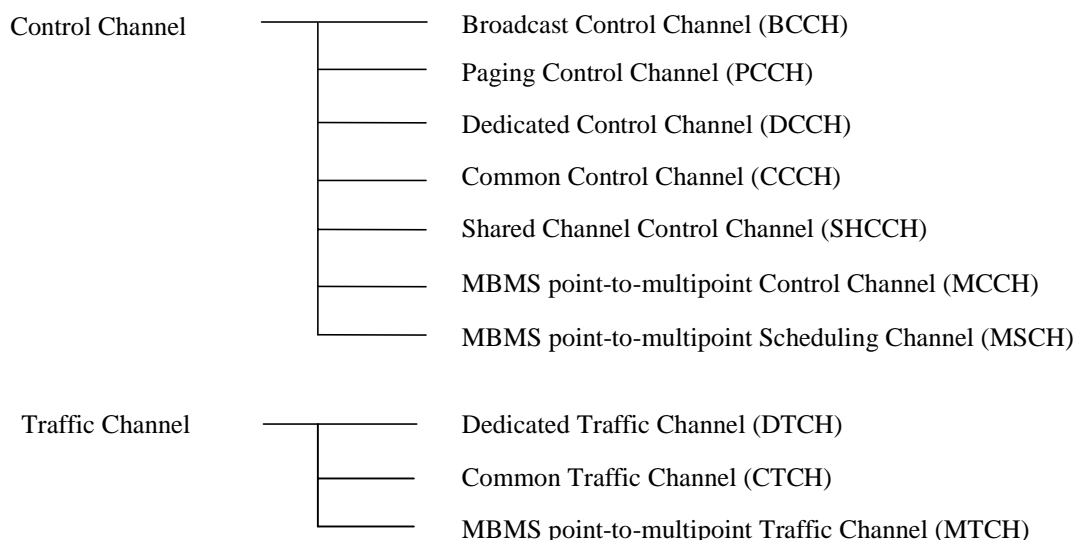 Control Channel
Broadcast Control Channel (BCCH)
Paging Control Channel (PCCH)
Dedicated Control Channel (DCCH)
Common Control Channel (CCCH)
Shared Channel Control Channel (SHCCH)
MBMS point-to-multipoint Control Channel (MCCH)
MBMS point-to-multipoint Scheduling Channel (MSCH)
Traffic Channel
Dedicated Traffic Channel (DTCH)
Common Traffic Channel (CTCH)
MBMS point-to-multipoint Traffic Channel (MTCH)